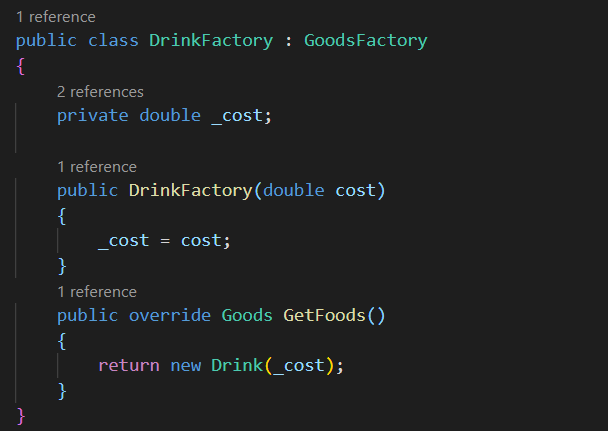 1 reference
public class DrinkFactory : GoodsFactory
{
2 references
private double _cost;
1 reference
public DrinkFactory(double cost)
{
_cost = cost;
}
1 reference
public override Goods GetFoods()
{
return new Drink(_cost);
}
}